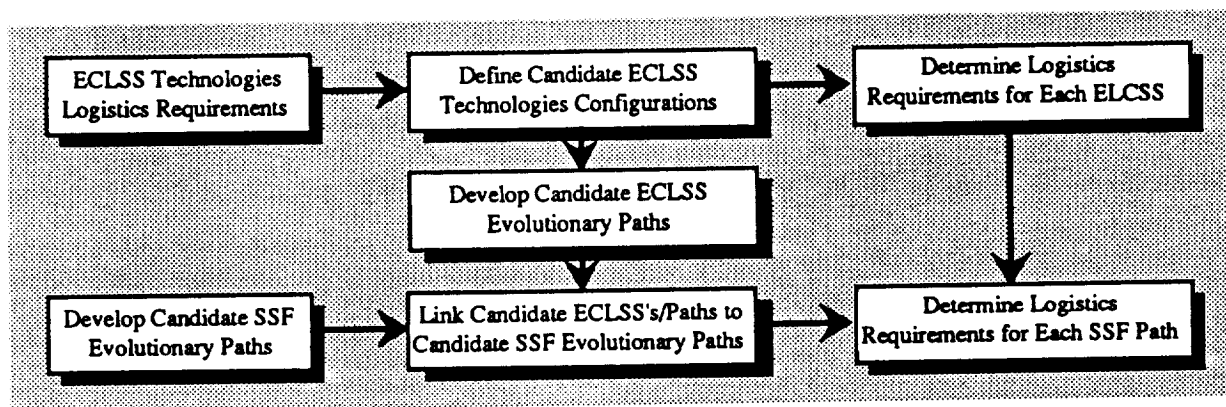 ECLSS Technologies
Logistics Requirements
Define Candidate ECLSS
Technologies Configurations
Determine Logistics
Requirements for Each ELCSS
Develop Candidate ECLSS
Evolutionary Paths
Develop Candidate SSF
Evolutionary Paths
Link Candidate ECLSS's/Paths to
Candidate SSF Evolutionary Paths
Determine Logistics
Requirements for Each SSF Path